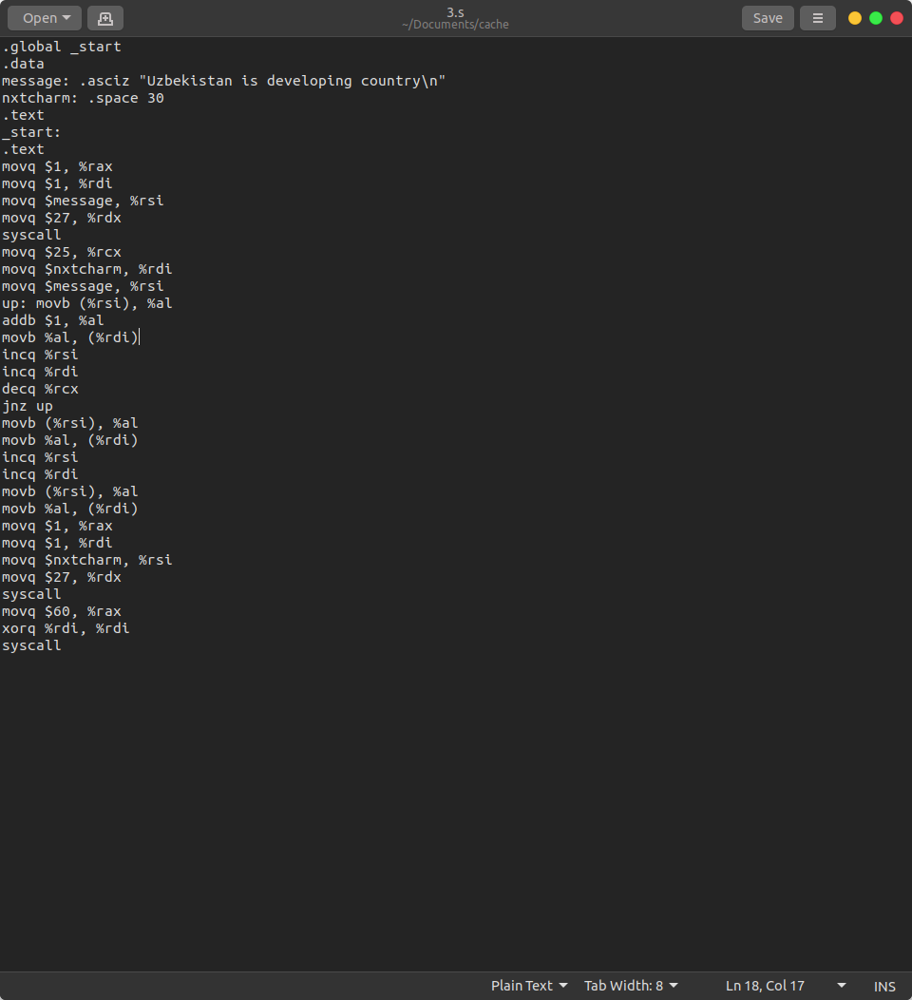 Open
3.s
~/Documents/cache
Save
.global _start
.data
message: .asciz "Uzbekistan is developing country\n"
nxtcharm: .space 30
.text
_start:
.text
movq $1, %rax
movq $1, %rdi
movq $message, %rsi
movq $27, %rdx
syscall
movq $25, %rcx
movq $nxtcharm, %rdi
movq $message, %rsi
up: movb (%rsi), %al
addb $1, %al
movb %al, (%rdi)
incq %rsi
incq %rdi
decq %rcx
jnz up
movb (%rsi), %al
movb %al, (%rdi)
incq %rsi
incq %rdi
movb (%rsi), %al
movb %al, (%rdi)
movq $1, %rax
movq $1, %rdi
movq $nxtcharm, %rsi
movq $27, %rdx
syscall
movq $60, %rax
xorq %rdi, %rdi
syscall
Plain Text Tab Width: 8 Ln 18, Col 17 INS